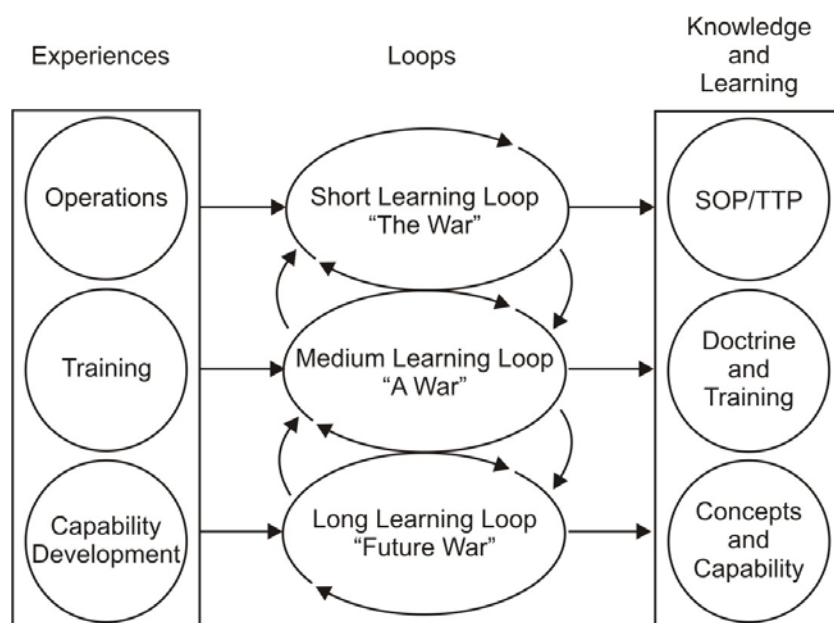 Experiences
Loops
Knowledge
and
Learning
Operations
Short Learning Loop
“The War”
SOP/TTP
Training
Medium Learning Loop
“A War”
Doctrine
and
Training
Capability
Development
Long Learning Loop
“Future War”
Concepts
and
Capability